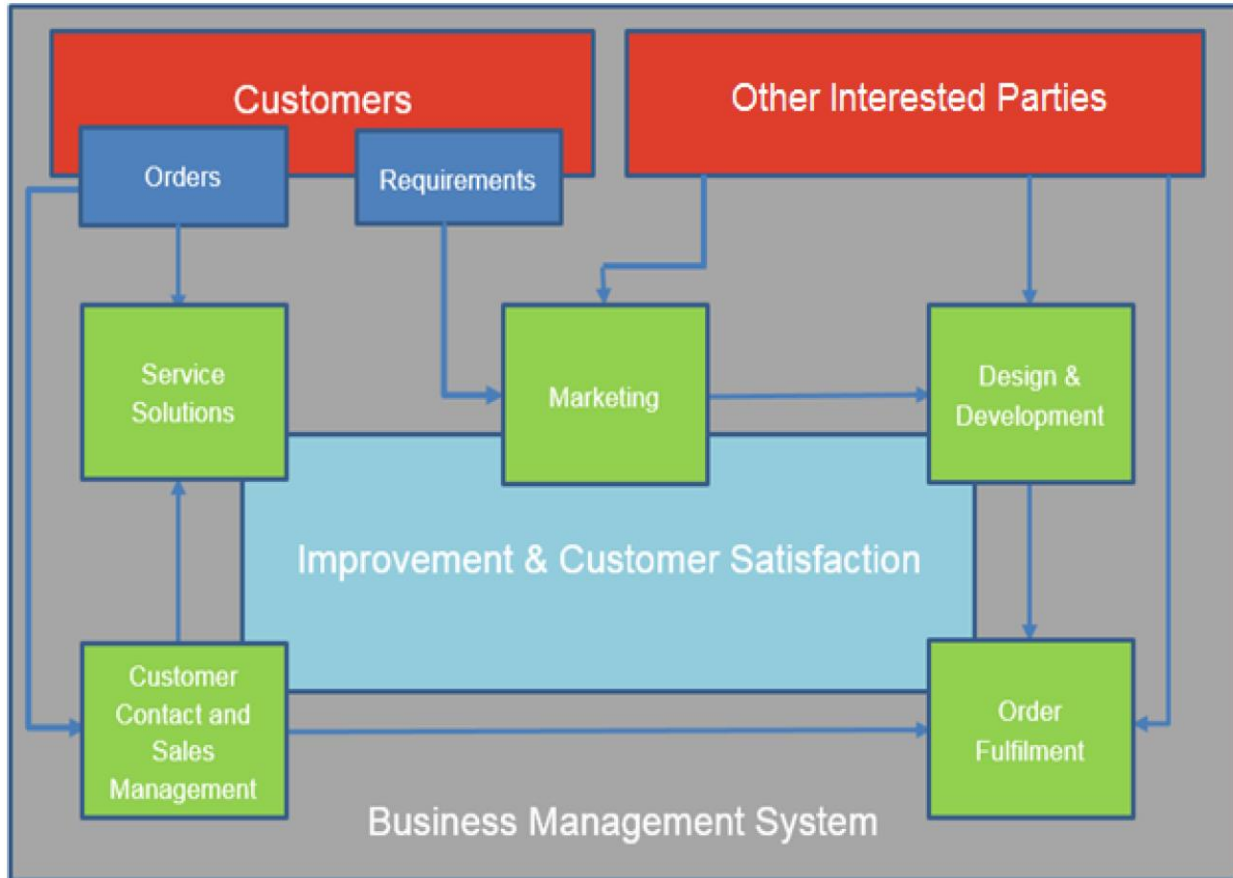 Customers
Other Interested Parties
Orders
Requirements
Service
Solutions
Marketing
Design &
Development
Improvement & Customer Satisfaction
Customer
Contact and
Sales
Management
Order
Fulfilment
Business Management System